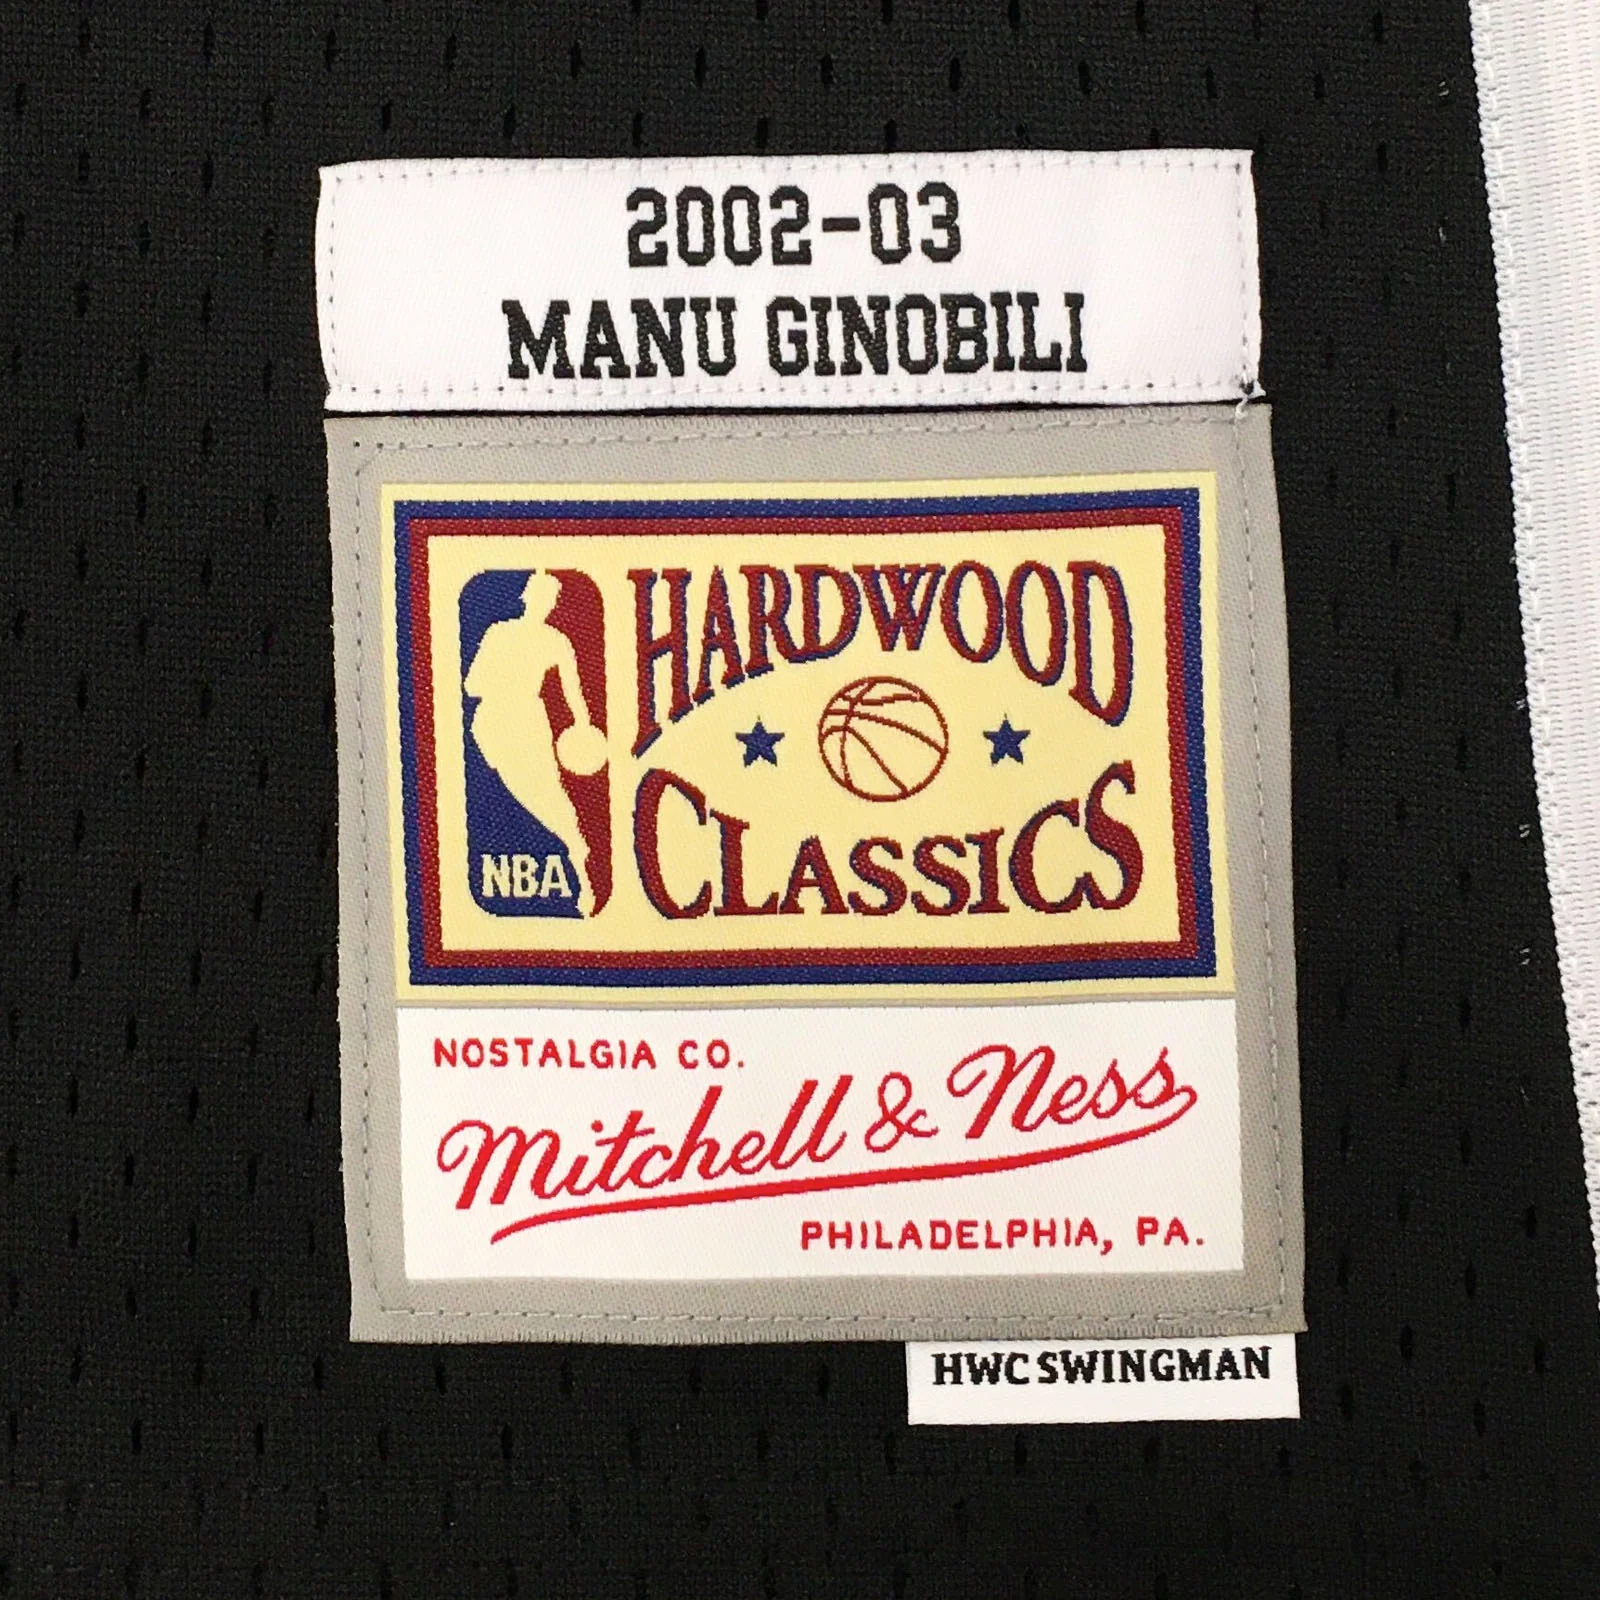 2002-03
MANU GINOBILI
HARDWOOD
CLASSICS
NBA
NOSTALGIA CO.
Mitchell & Ness
PHILADELPHIA, PA.
HWC SWINGMAN